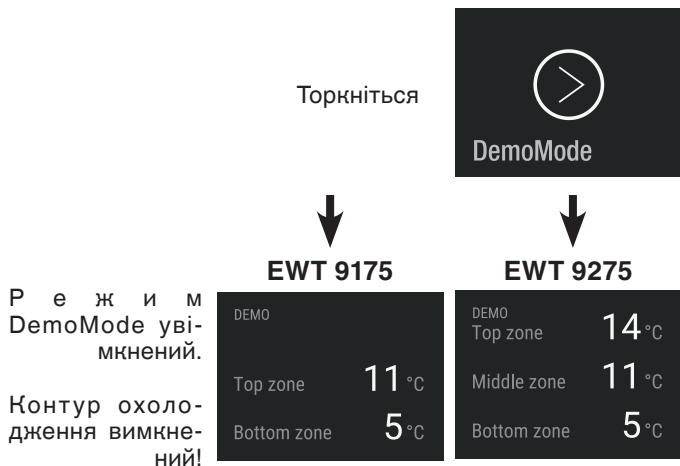 Торкніться
DemoMode
EWT 9175
EWT 9275
Режим
DemoMode уві-
мкнений.
Контур охоло-
дження вимкне-
ний!
DEMO
Top zone 11 °C
Bottom zone 5 °C
DEMO
Top zone 14 °C
Middle zone 11 °C
Bottom zone 5 °C